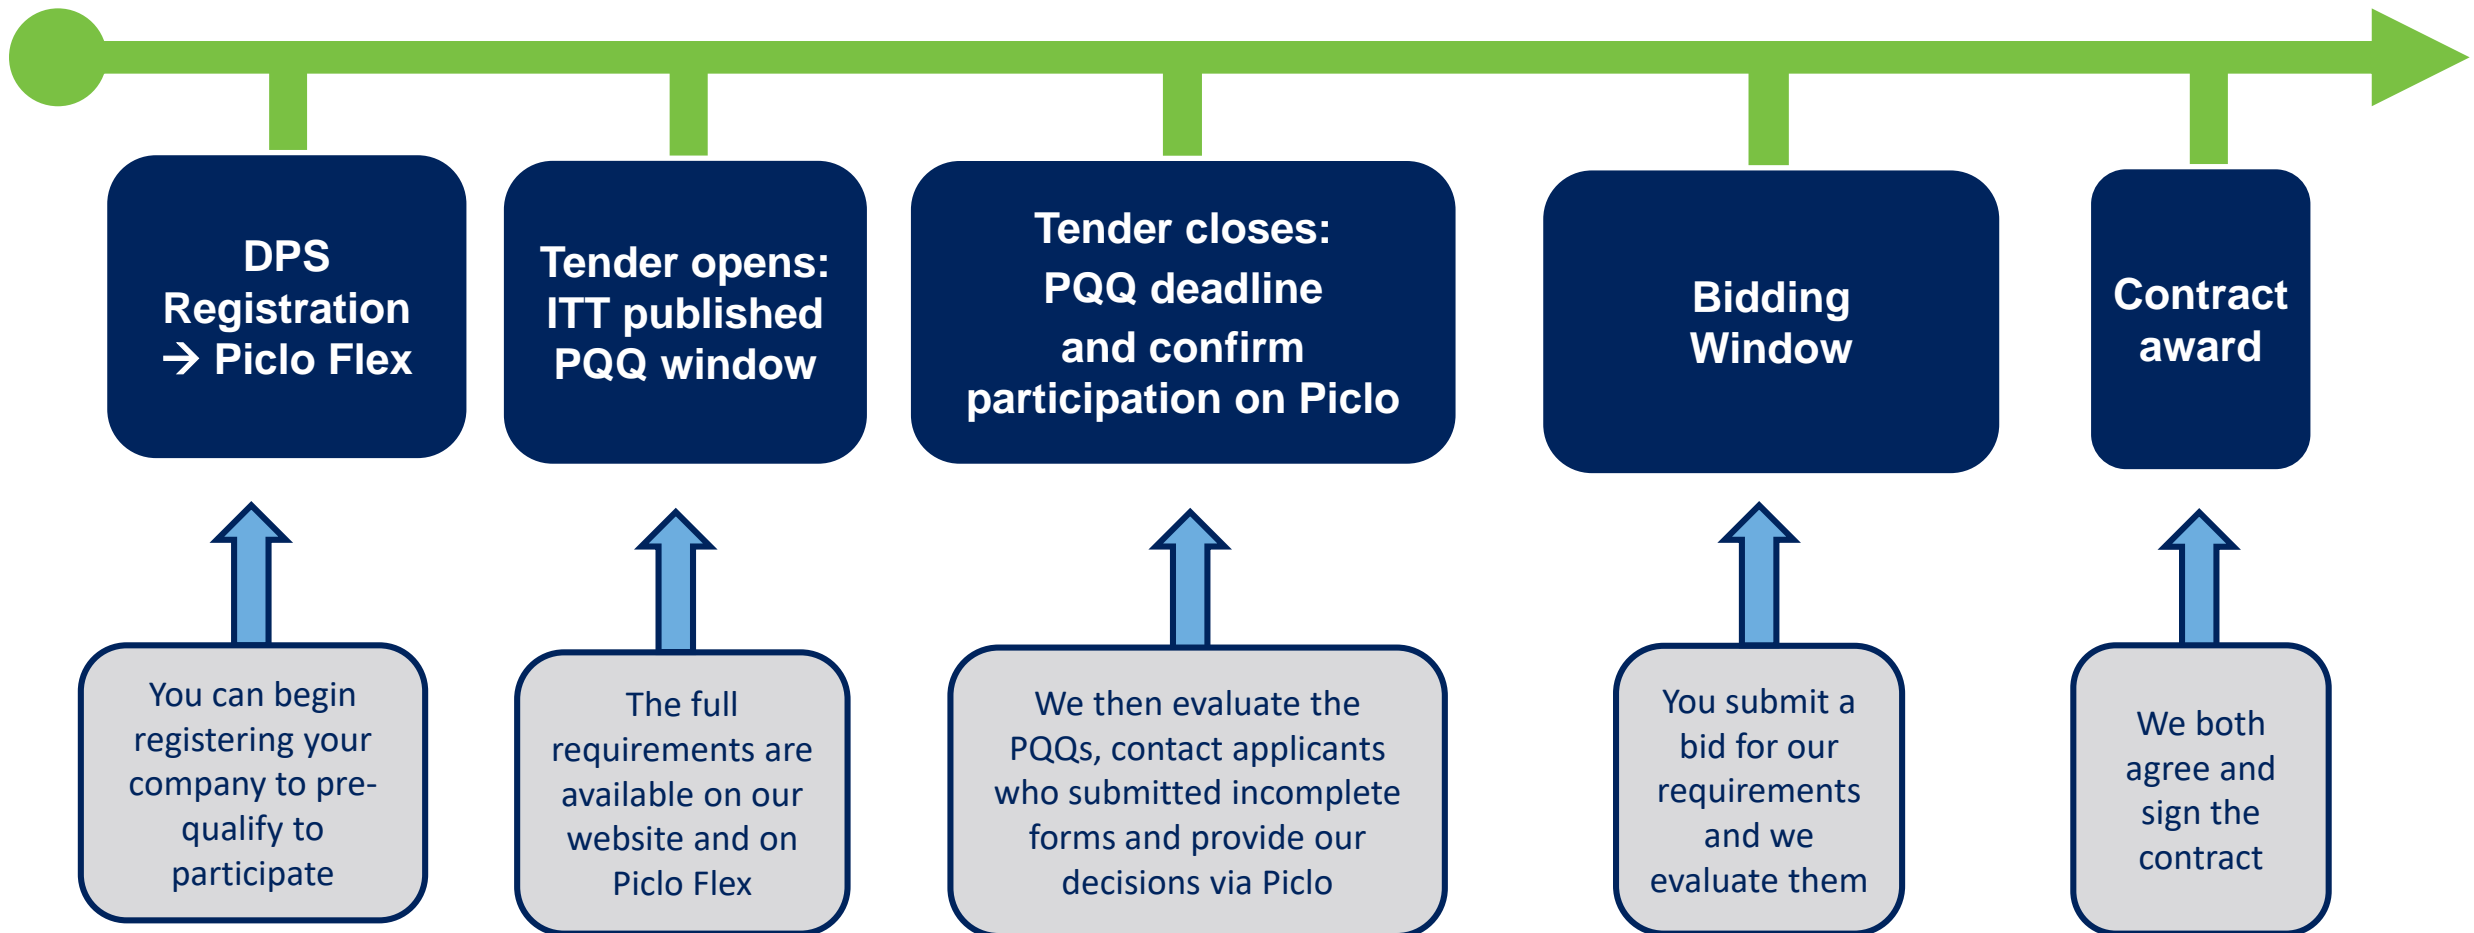 DPS
Registration
→ Piclo Flex
Tender opens:
ITT published
PQQ window
Tender closes:
PQQ deadline
and confirm
participation on Piclo
Bidding
Window
Contract
award
You can begin
registering your
company to pre-
qualify to
participate
The full
requirements are
available on our
website and on
Piclo Flex
We then evaluate the
PQQs, contact applicants
who submitted incomplete
forms and provide our
decisions via Piclo
You submit a
bid for our
requirements
and we
evaluate them
We both
agree and
sign the
contract